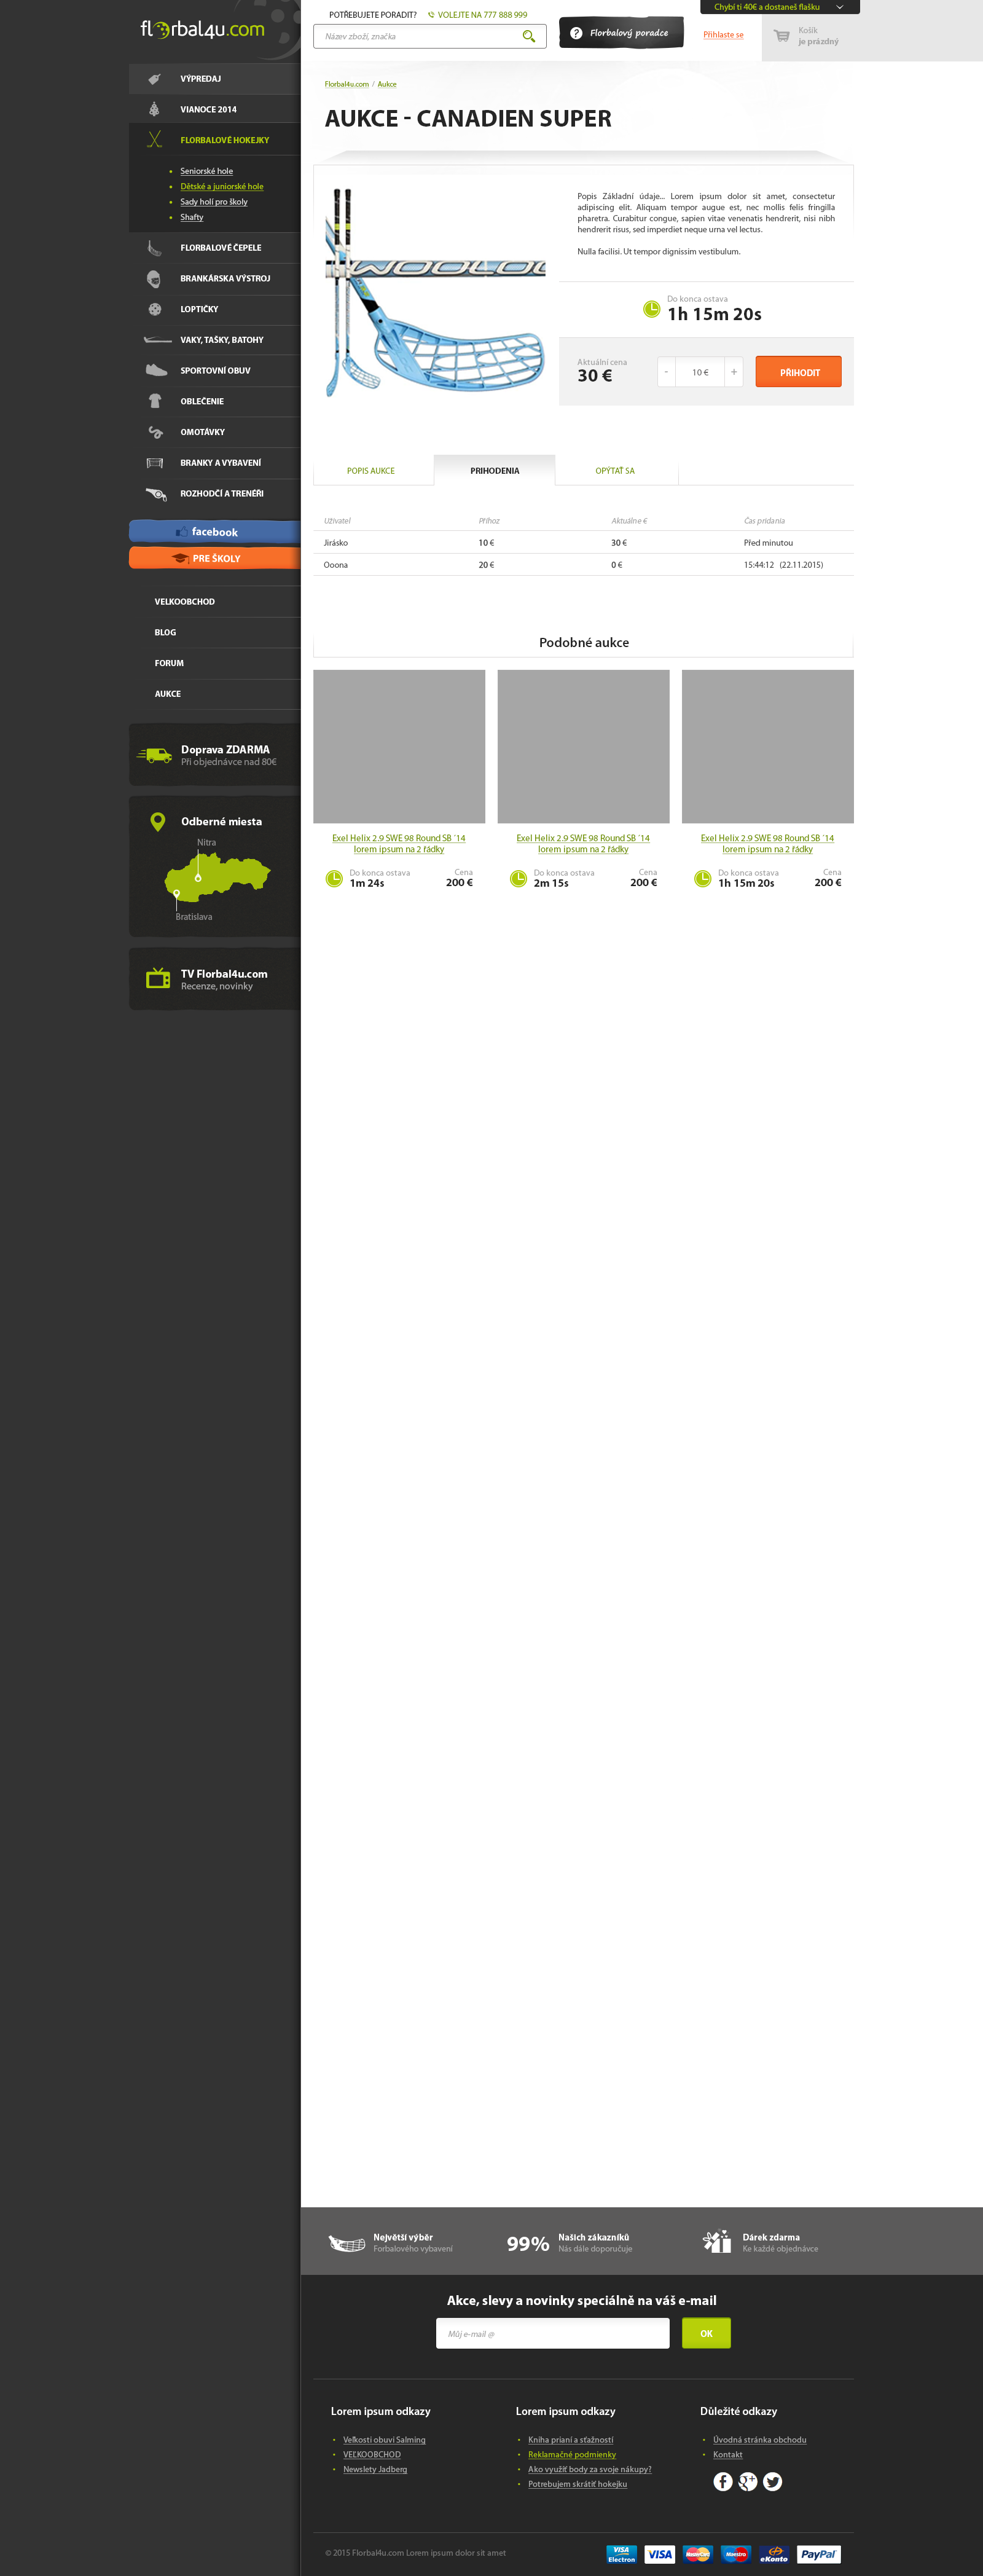 Chybí ti 40€ a dostaneš flašku
florbal4u.com
POTŘEBUJETE PORADIT?
VOLEJTE NA 777 888 999
Název zboží, značka
? Florbalový poradce
Přihlaste se
Košík
je prázdný
VÝPREDAJ
VIANOCE 2014
FLORBALOVÉ HOKEJKY
Seniorské hole
Dětské a juniorské hole
Sady holí pro školy
Shafty
FLORBALOVÉ ČEPELE
BRANKÁRSKA VÝSTROJ
LOPTIČKY
VAKY, TAŠKY, BATOHY
SPORTOVNÍ OBUV
OBLEČENIE
OMOTÁVKY
BRANKY A VYBAVENÍ
ROZHODČÍ A TRENÉŘI
facebook
PRE ŠKOLY
VELKOOBCHOD
BLOG
FORUM
AUKCE
Doprava ZDARMA
Při objednávce nad 80€
Odberné miesta
Nitra
Bratislava
TV Florbal4u.com
Recenze, novinky
Florbal4u.com / Aukce
AUKCE - CANADIEN SUPER
WOOLOC
Popis Základní údaje... Lorem ipsum dolor sit amet, consectetur
adipiscing elit. Aliquam tempor augue est, nec mollis felis fringilla
pharetra. Curabitur congue, sapien vitae venenatis hendrerit, nisi nibh
hendrerit risus, sed imperdiet neque urna vel lectus.
Nulla facilisi. Ut tempor dignissim vestibulum.
Do konca ostava
1h 15m 20s
Aktuální cena
30 €
- 10 € +
PŘIHODIT
POPIS AUKCE
PRIHODENIA
OPÝTAŤ SA
Uživatel Příhoz Aktuálne € Čas pridania
Jirásko 10 € 30 € Před minutou
Ooona 20 € 0 € 15:44:12 (22.11.2015)
Podobné aukce
Exel Helix 2.9 SWE 98 Round SB ´14
lorem ipsum na 2 řádky
Do konca ostava
1m 24s
Cena
200 €
Exel Helix 2.9 SWE 98 Round SB ´14
lorem ipsum na 2 řádky
Do konca ostava
2m 15s
Cena
200 €
Exel Helix 2.9 SWE 98 Round SB ´14
lorem ipsum na 2 řádky
Do konca ostava
1h 15m 20s
Cena
200 €
Největší výběr
Forbalového vybavení
99%
Našich zákazníků
Nás dále doporučuje
Dárek zdarma
Ke každé objednávce
Akce, slevy a novinky speciálně na váš e-mail
Můj e-mail @
OK
Lorem ipsum odkazy
Veľkosti obuvi Salming
VEĽKOOBCHOD
Newslety Jadberg
Lorem ipsum odkazy
Kniha prianí a sťažností
Reklamačné podmienky
Ako využiť body za svoje nákupy?
Potrebujem skrátiť hokejku
Důležité odkazy
Úvodná stránka obchodu
Kontakt
© 2015 Florbal4u.com Lorem ipsum dolor sit amet
VISA Electron
VISA
MasterCard
Maestro
eKonto
PayPal